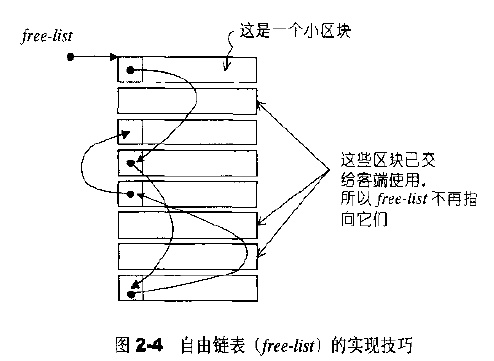 free-list
这是一个小区块
这些区块已交
给客端使用，
所以 free-list 不再指
向它们
图 2-4 自由链表（free-list）的实现技巧